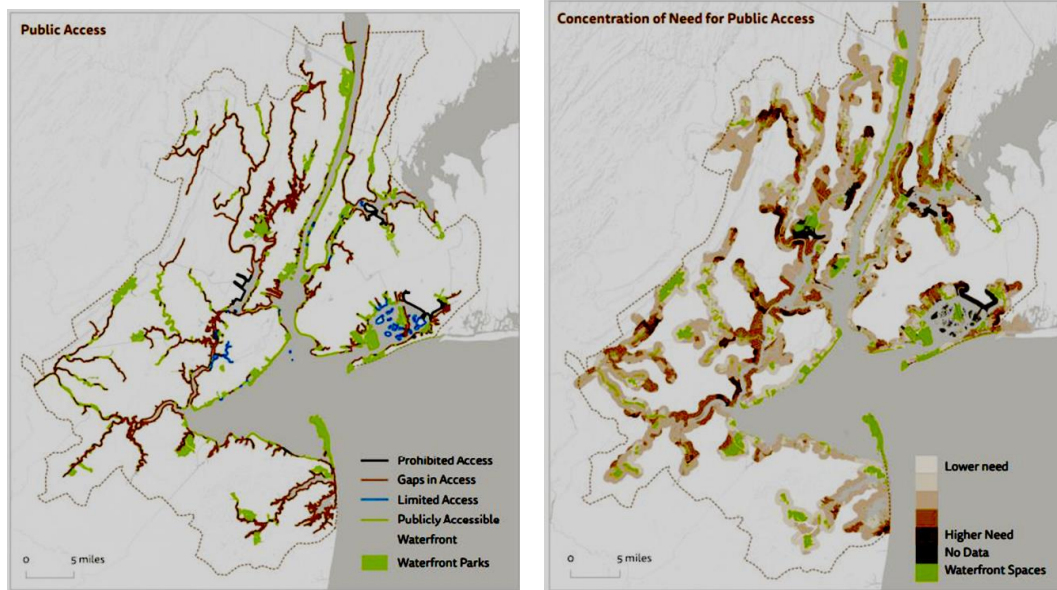 Public Access
Prohibited Access
Gaps in Access
Limited Access
Publicly Accessible
Waterfront
Waterfront Parks
0 5 miles
Concentration of Need for Public Access
Lower need
Higher Need
No Data
Waterfront Spaces
0 5 miles